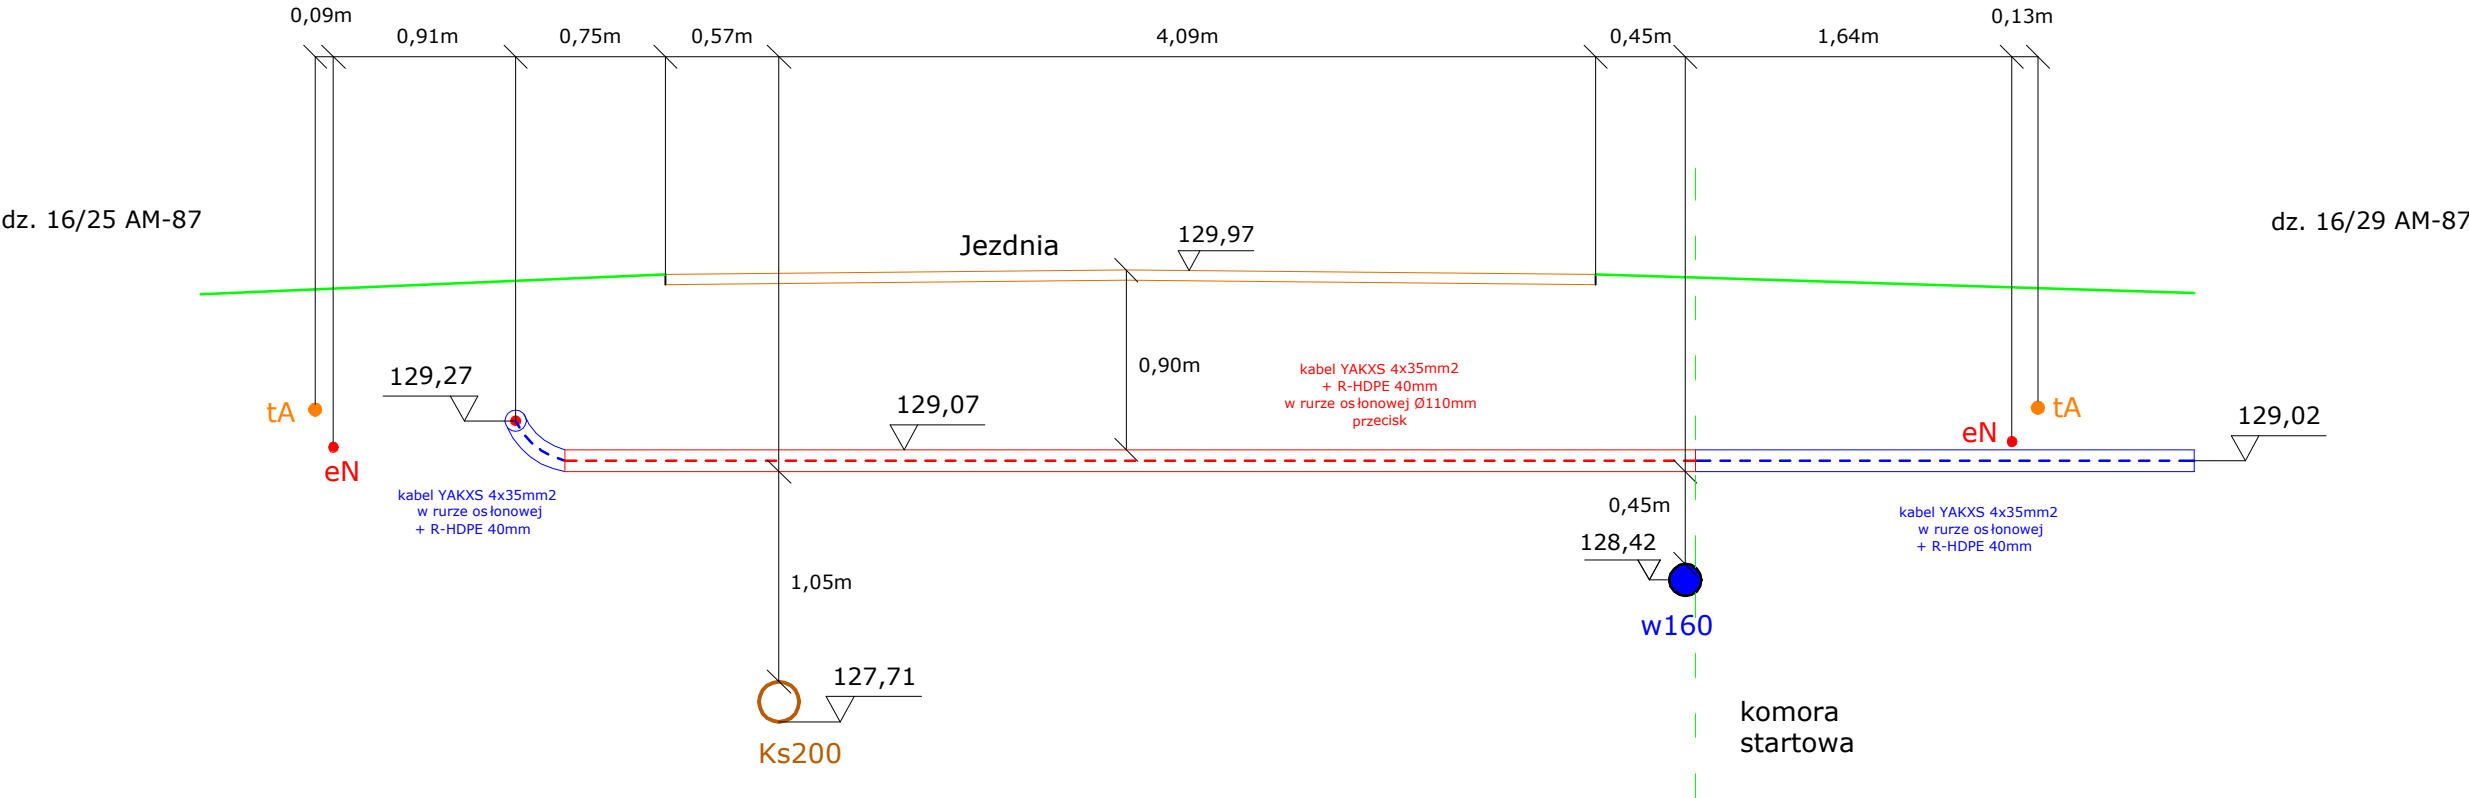 0,09m
0,91m
0,75m
0,57m
4,09m
0,45m
1,64m
0,13m
dz. 16/25 AM-87
dz. 16/29 AM-87
Jezdnia
129,97
0,90m
kabel YAKXS 4x35mm2
+ R-HDPE 40mm
w rurze osłonowej Ø110mm
przecisk
129,27
129,07
tA
eN
tA
eN
129,02
kabel YAKXS 4x35mm2
w rurze osłonowej
+ R-HDPE 40mm
0,45m
128,42
kabel YAKXS 4x35mm2
w rurze osłonowej
+ R-HDPE 40mm
1,05m
w160
127,71
Ks200
komora
startowa